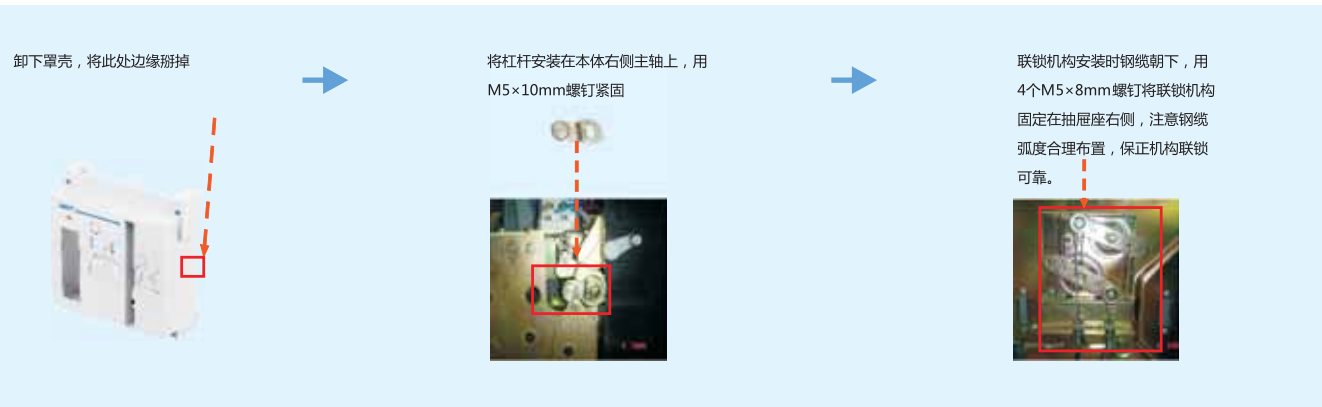 卸下罩壳，将此处边缘掰掉
将杠杆安装在本体右侧主轴上，用
M5×10mm螺钉紧固
联锁机构安装时钢缆朝下，用
4个M5×8mm螺钉将联锁机构
固定在抽屉座右侧，注意钢缆
弧度合理布置，保正机构联锁
可靠。